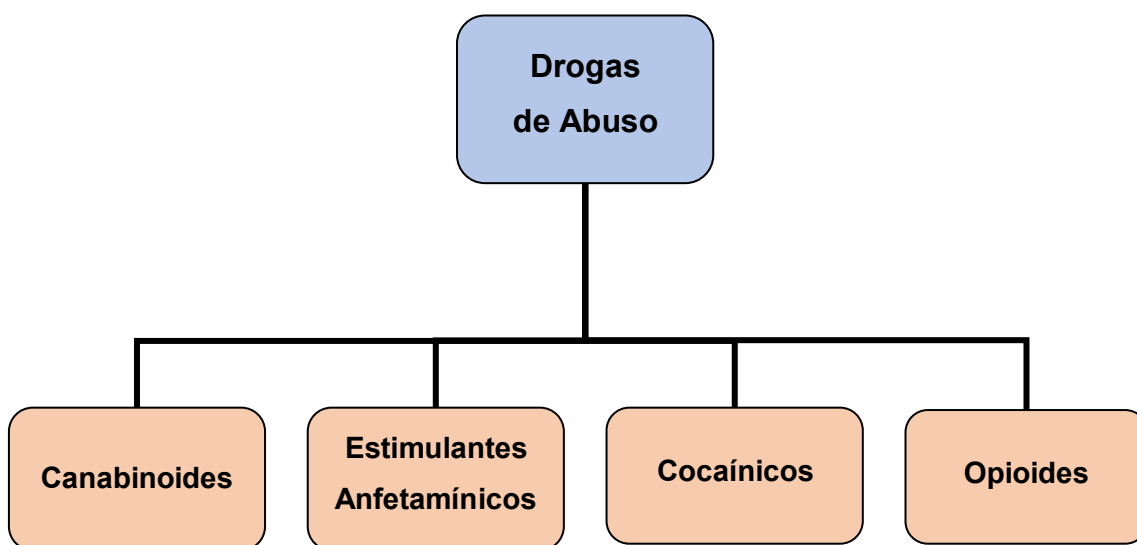 Drogas
de Abuso
Canabinoides
Estimulantes
Anfetamínicos
Cocaínicos
Opioides